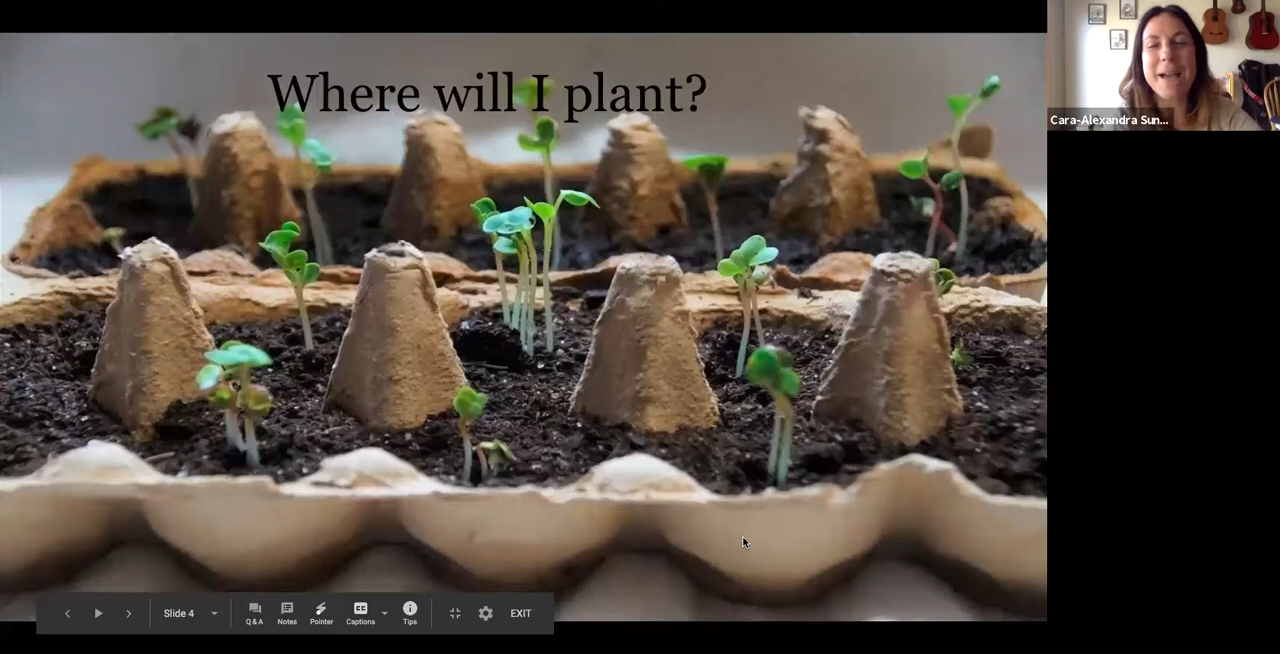 Where will I plant?
Cara-Alexandra Sun...
Slide 4
Q & A
Notes
Pointer
CC
Captions
Tips
EXIT